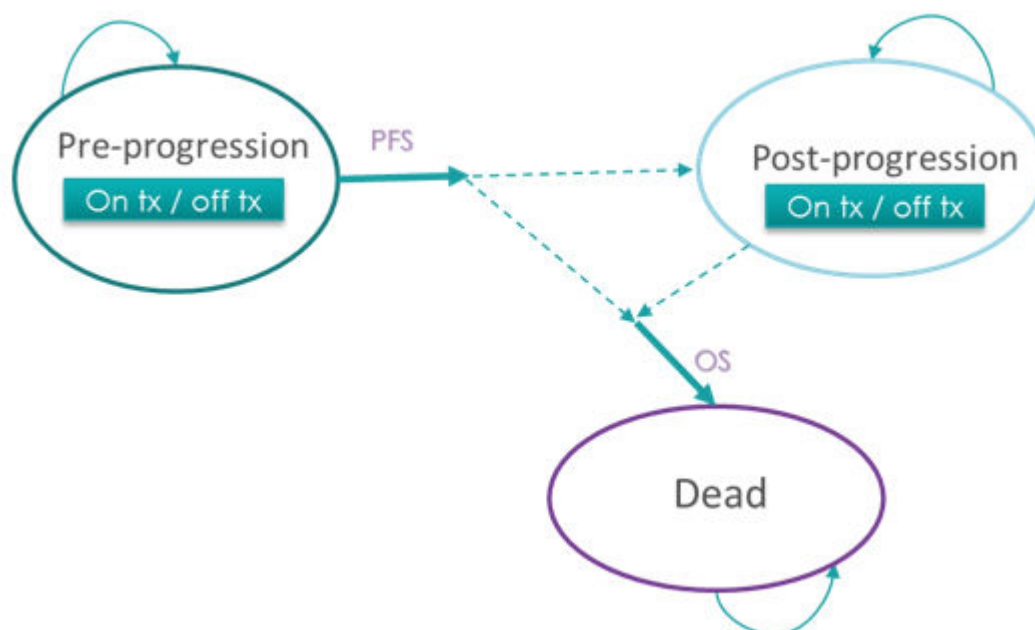 Pre-progression
On tx / off tx
PFS
Post-progression
On tx / off tx
OS
Dead